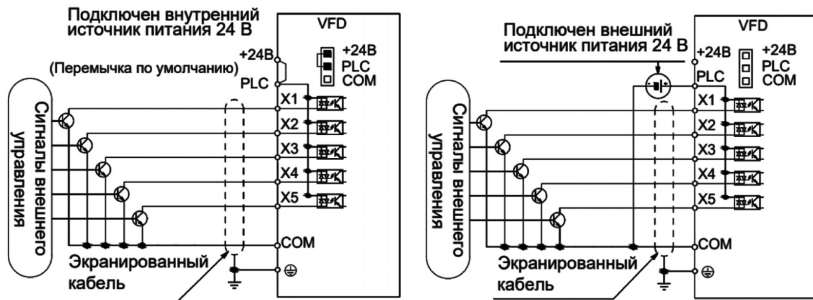 Подключен внутренний
источник питания 24 В
VFD
+24В
+24В
PLC
COM
(Перемычка по умолчанию)
PLC
X1
X2
X3
X4
X5
COM
Сигналы внешнего
управления
Экранированный
кабель
Подключен внешний
источник питания 24 В
VFD
+24В
+24В
PLC
COM
PLC
X1
X2
X3
X4
X5
COM
Сигналы внешнего
управления
Экранированный
кабель